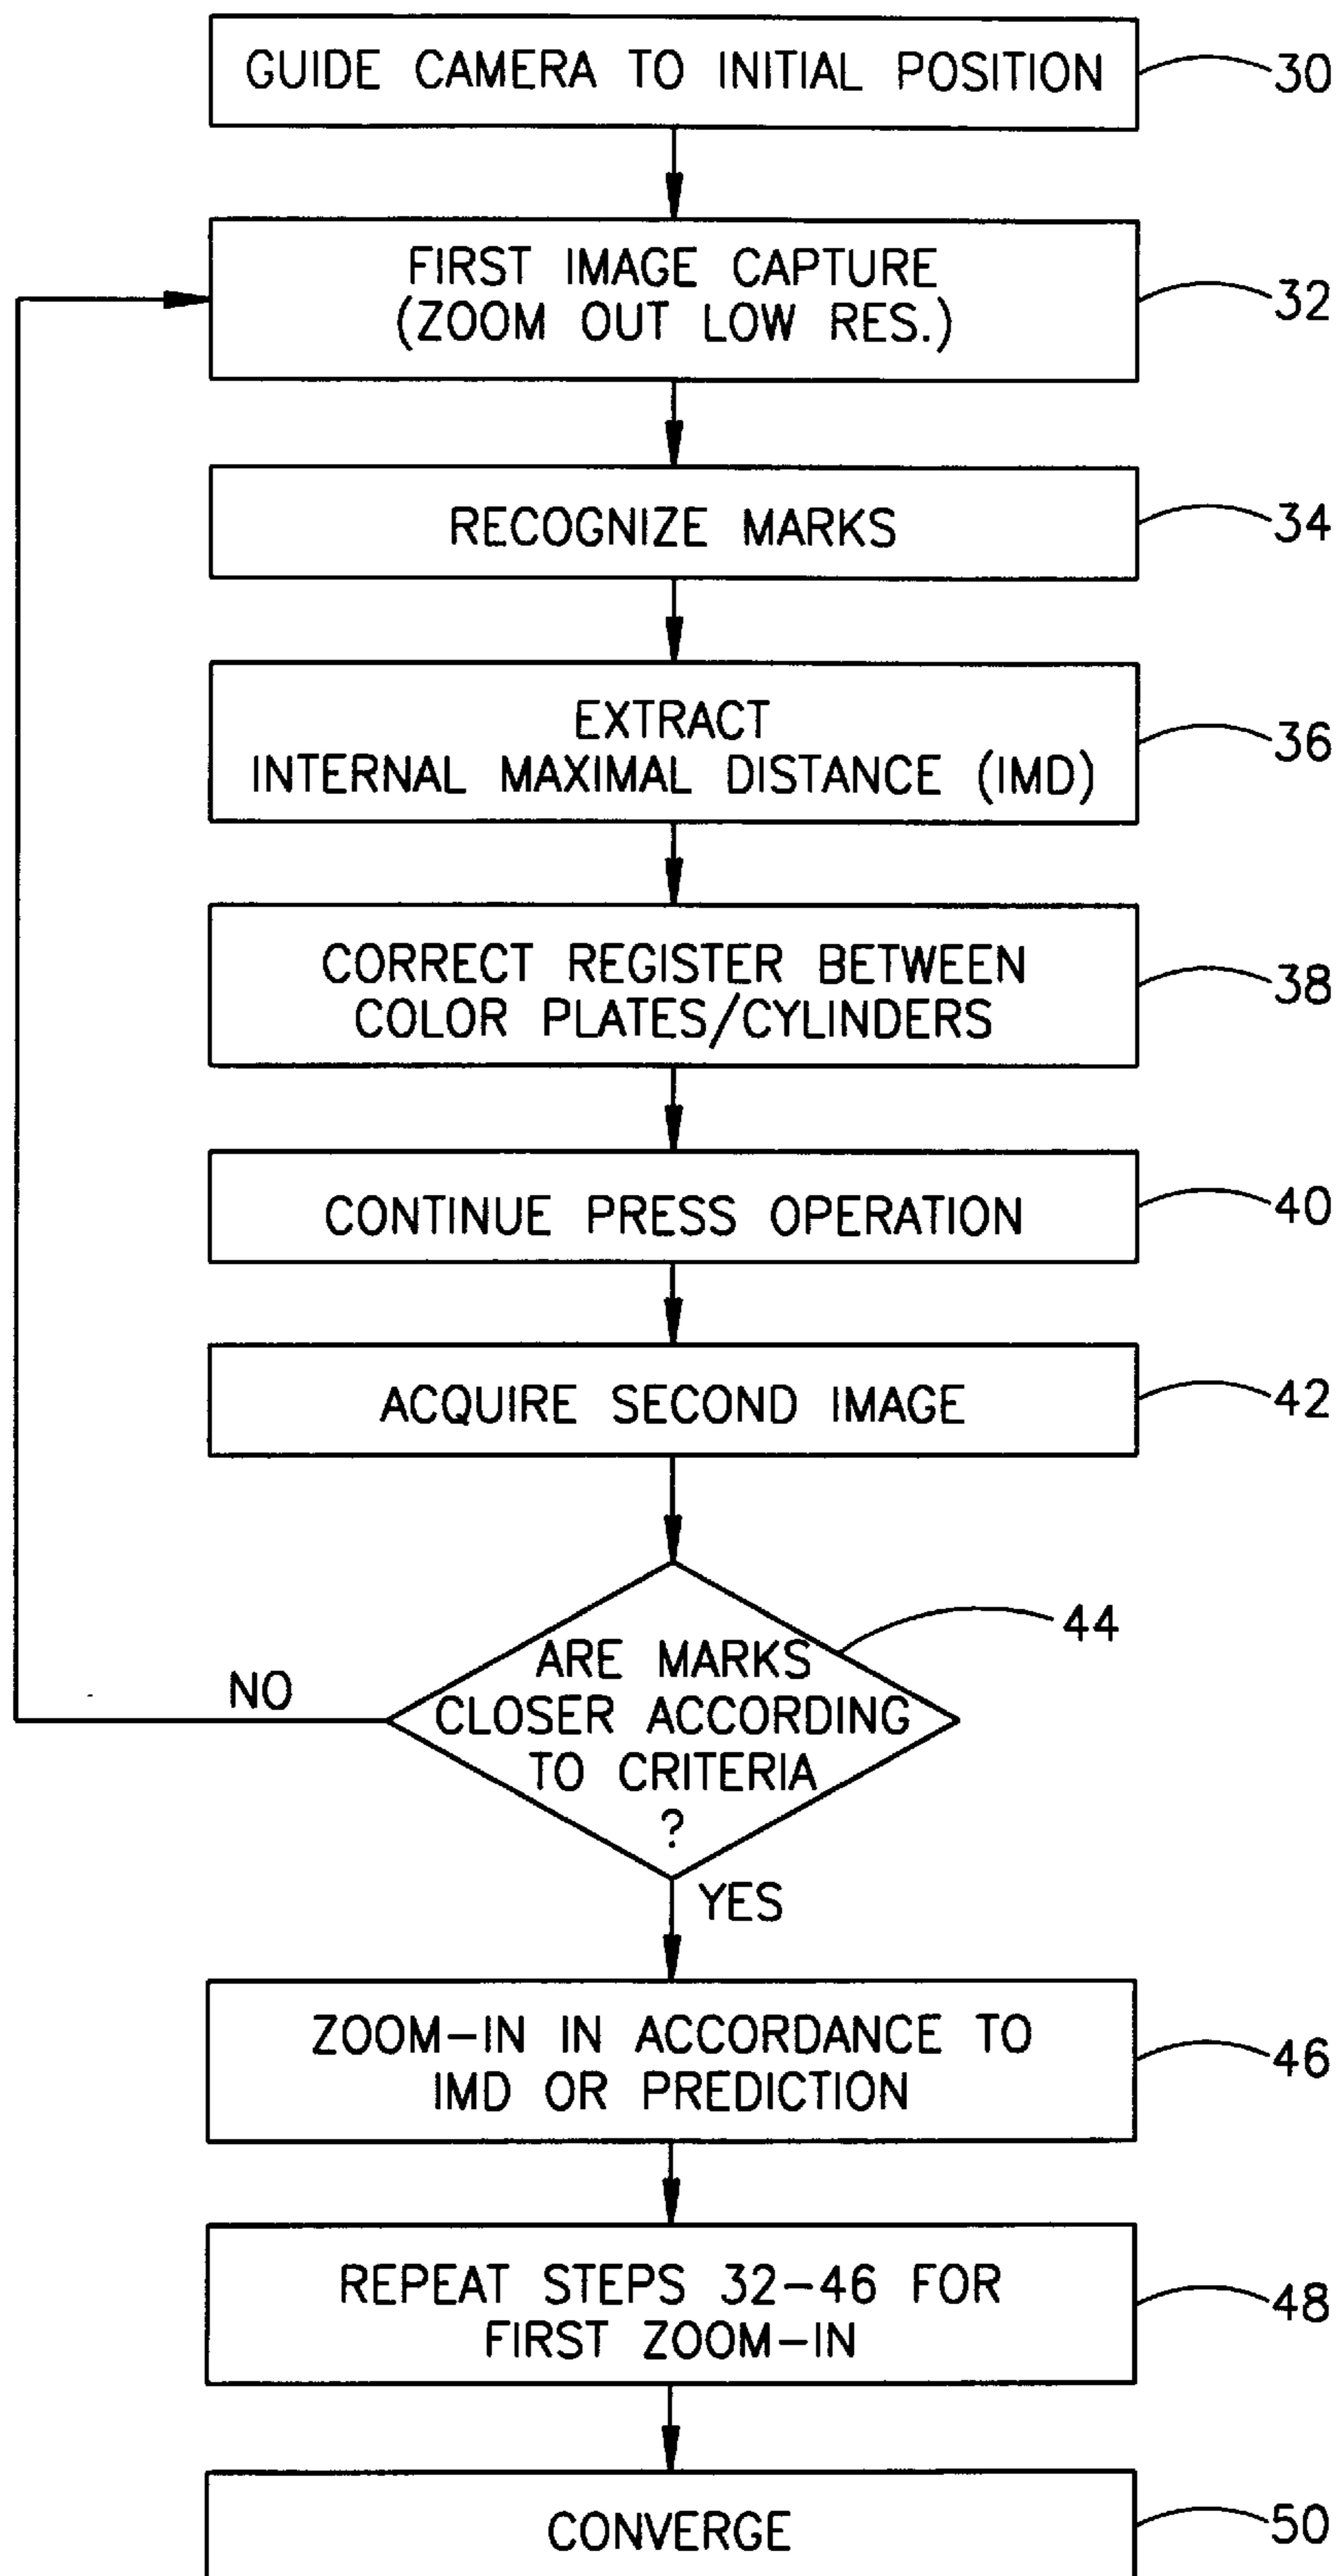 GUIDE CAMERA TO INITIAL POSITION
30
FIRST IMAGE CAPTURE
(ZOOM OUT LOW RES.)
32
RECOGNIZE MARKS
34
EXTRACT
INTERNAL MAXIMAL DISTANCE (IMD)
36
CORRECT REGISTER BETWEEN
COLOR PLATES/CYLINDERS
38
CONTINUE PRESS OPERATION
40
ACQUIRE SECOND IMAGE
42
ARE MARKS
CLOSER ACCORDING
TO CRITERIA
?
44
NO
YES
ZOOM-IN IN ACCORDANCE TO
IMD OR PREDICTION
46
REPEAT STEPS 32-46 FOR
FIRST ZOOM-IN
48
CONVERGE
50